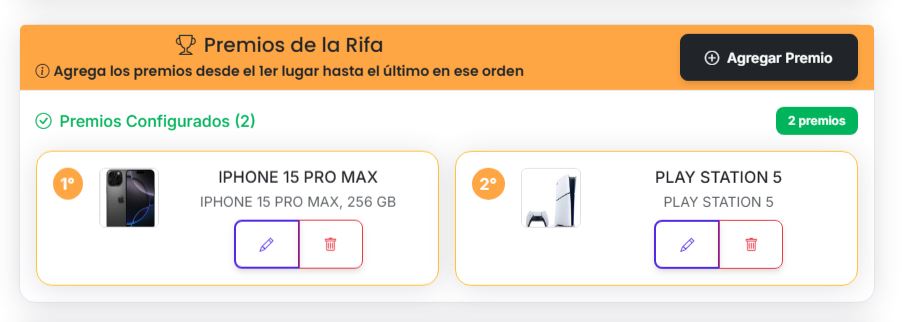 Premios de la Rifa
Agrega los premios desde el 1er lugar hasta el último en ese orden
Agregar Premio
Premios Configurados (2)
2 premios
1°
IPHONE 15 PRO MAX
IPHONE 15 PRO MAX, 256 GB
2°
PLAY STATION 5
PLAY STATION 5